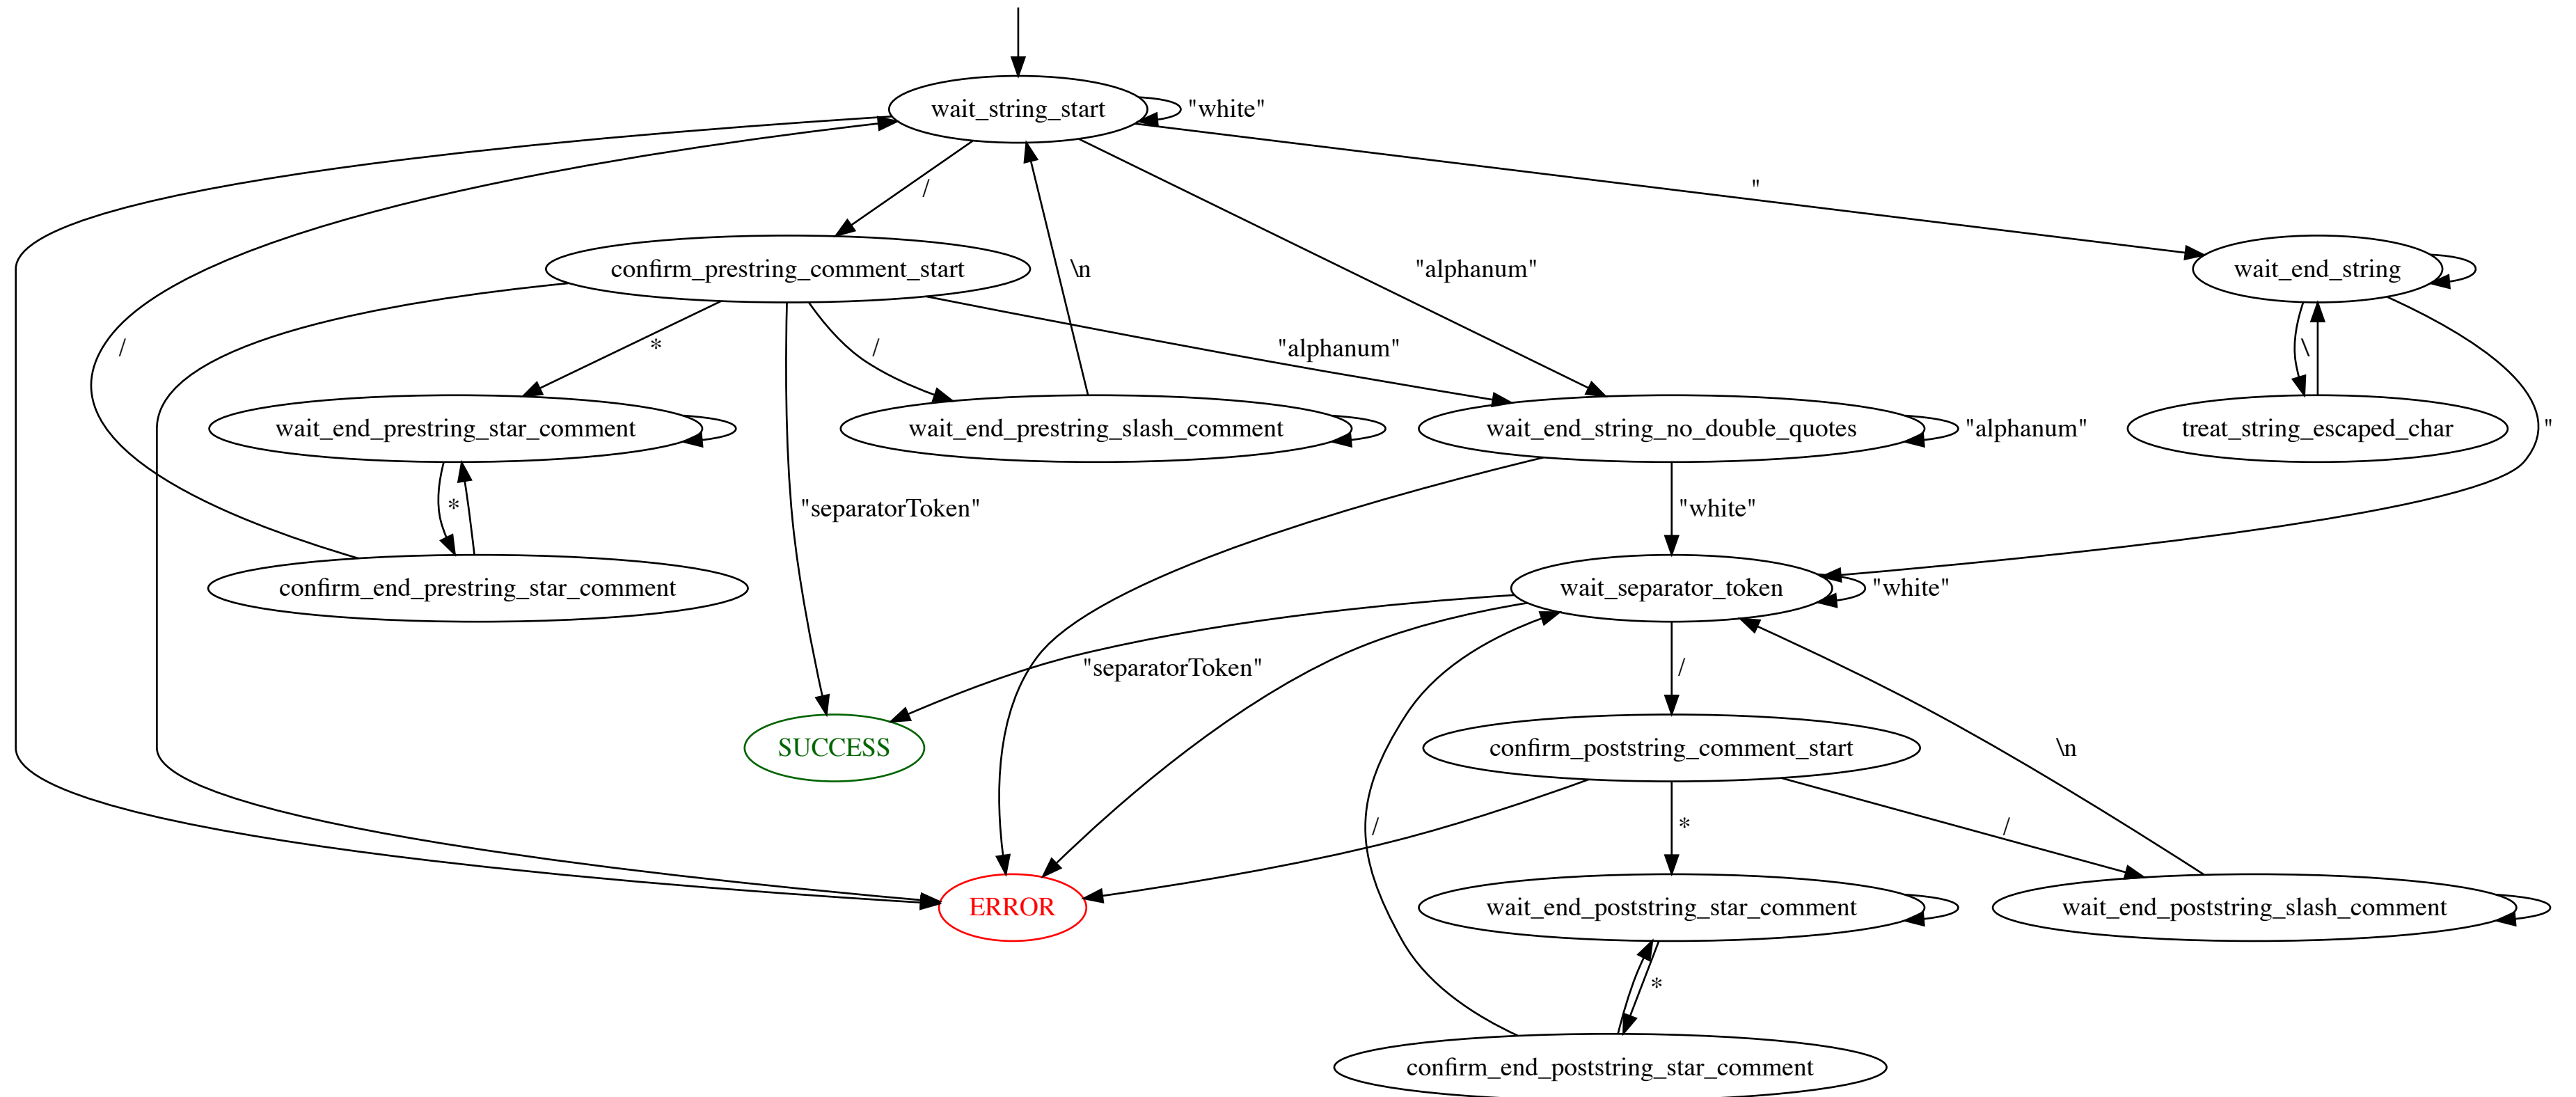 wait_string_start
"white"
/
"
confirm_prestring_comment_start
\n
"alphanum"
wait_end_string
/
*
/
"alphanum"
\
wait_end_prestring_star_comment
wait_end_prestring_slash_comment
wait_end_string_no_double_quotes
"alphanum"
treat_string_escaped_char
"
*
"separatorToken"
"white"
confirm_end_prestring_star_comment
wait_separator_token
"white"
"separatorToken"
/
SUCCESS
confirm_poststring_comment_start
\n
/
*
/
ERROR
wait_end_poststring_star_comment
wait_end_poststring_slash_comment
*
confirm_end_poststring_star_comment